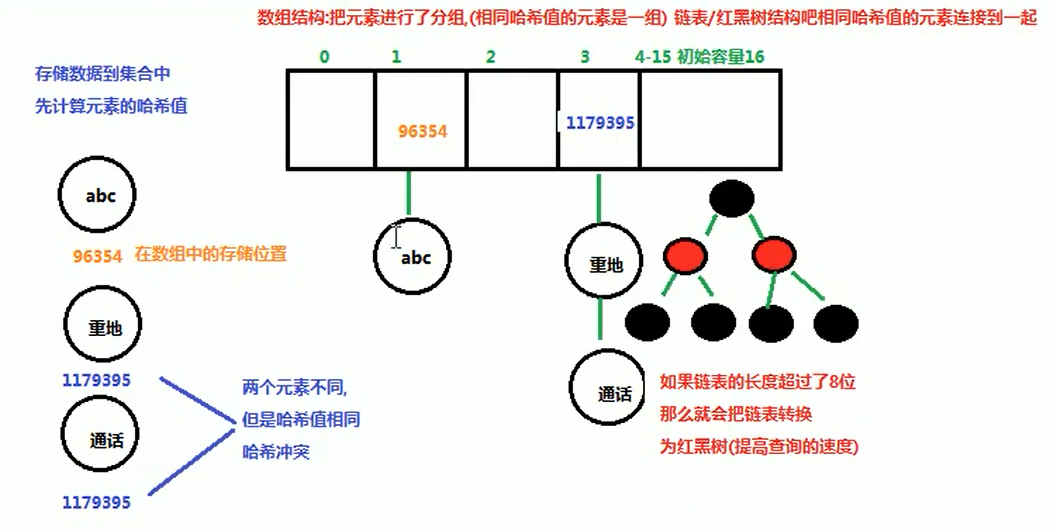 数组结构:把元素进行了分组,(相同哈希值的元素是一组) 链表/红黑树结构吧相同哈希值的元素连接到一起
0 1 2 3 4-15 初始容量16
存储数据到集合中
先计算元素的哈希值
96354 1179395
abc
96354 在数组中的存储位置
abc
重地
重地
1179395
两个元素不同,
但是哈希值相同
哈希冲突
通话
1179395
通话
如果链表的长度超过了8位
那么就会把链表转换
为红黑树(提高查询的速度)